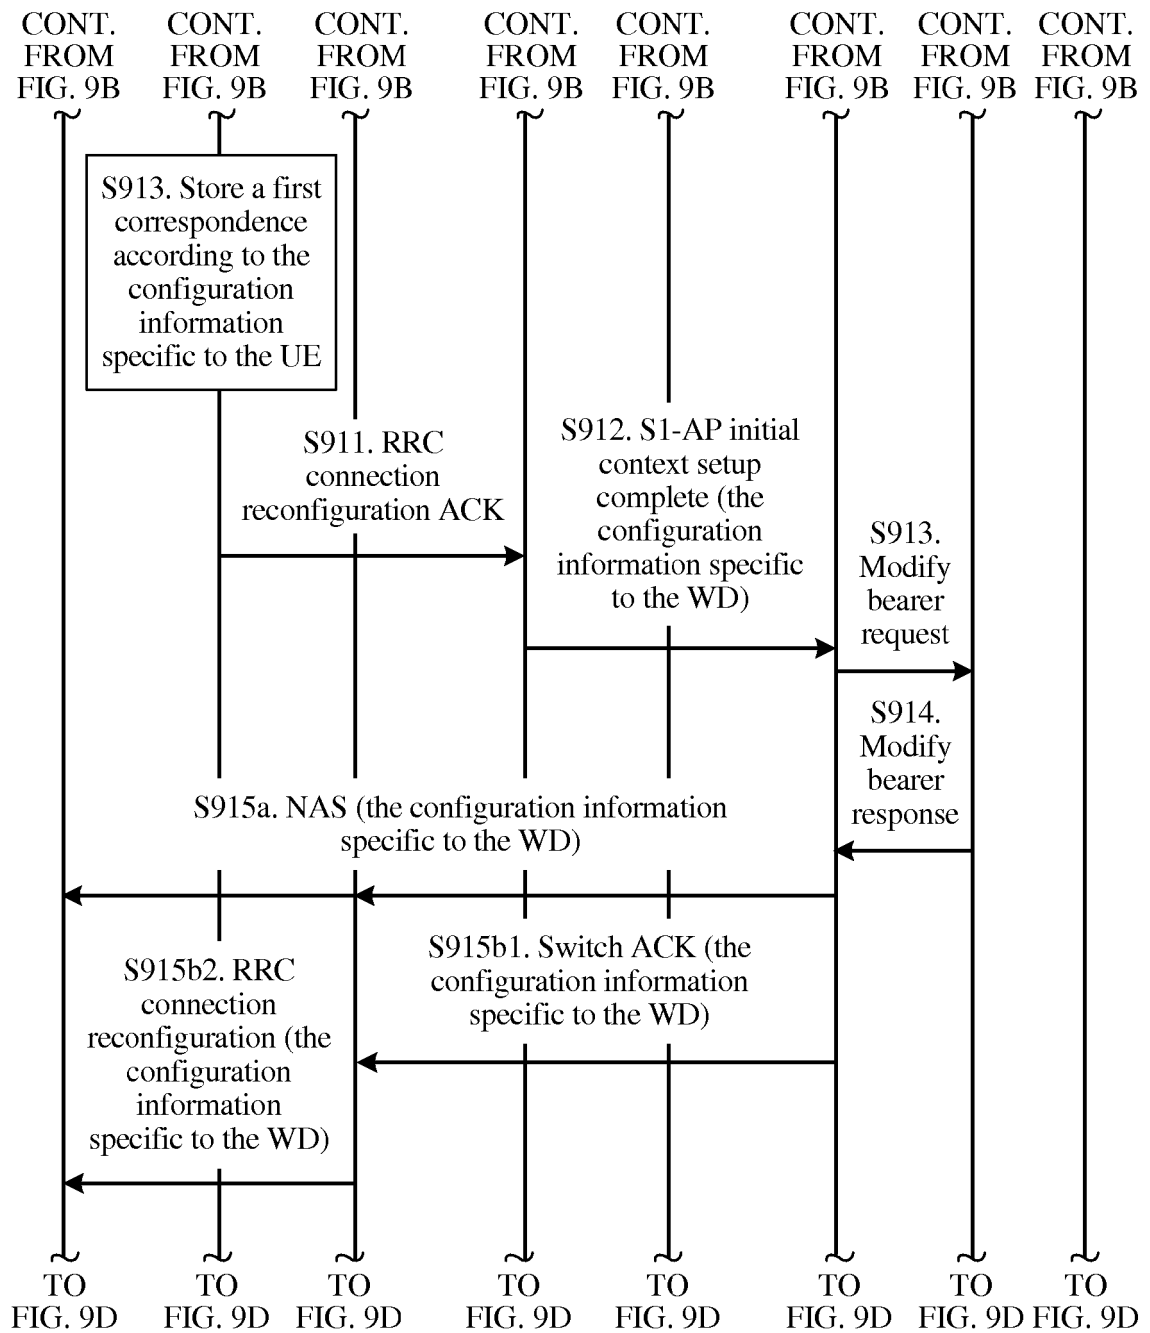 CONT. FROM FIG. 9B
CONT. FROM FIG. 9B
CONT. FROM FIG. 9B
CONT. FROM FIG. 9B
CONT. FROM FIG. 9B
CONT. FROM FIG. 9B
CONT. FROM FIG. 9B
CONT. FROM FIG. 9B
S913. Store a first
correspondence
according to the
configuration
information
specific to the UE
S911. RRC
connection
reconfiguration ACK
S912. S1-AP initial
context setup
complete (the
configuration
information specific
to the WD)
S913.
Modify
bearer
request
S914.
Modify
bearer
response
S915a. NAS (the configuration information
specific to the WD)
S915b1. Switch ACK (the
configuration information
specific to the WD)
S915b2. RRC
connection
reconfiguration (the
configuration
information
specific to the WD)
TO FIG. 9D
TO FIG. 9D
TO FIG. 9D
TO FIG. 9D
TO FIG. 9D
TO FIG. 9D
TO FIG. 9D
TO FIG. 9D